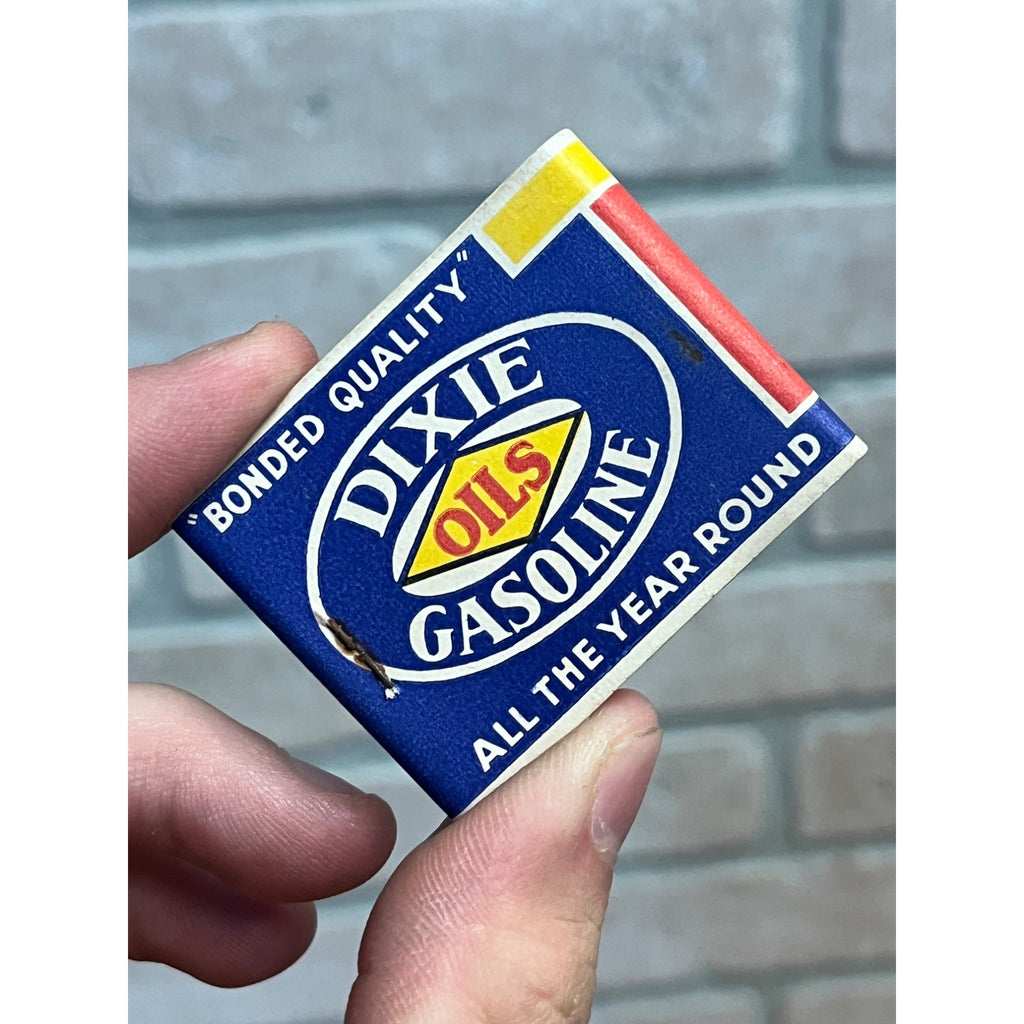 "BONDED QUALITY"
DIXIE
OILS
GASOLINE
ALL THE YEAR ROUND